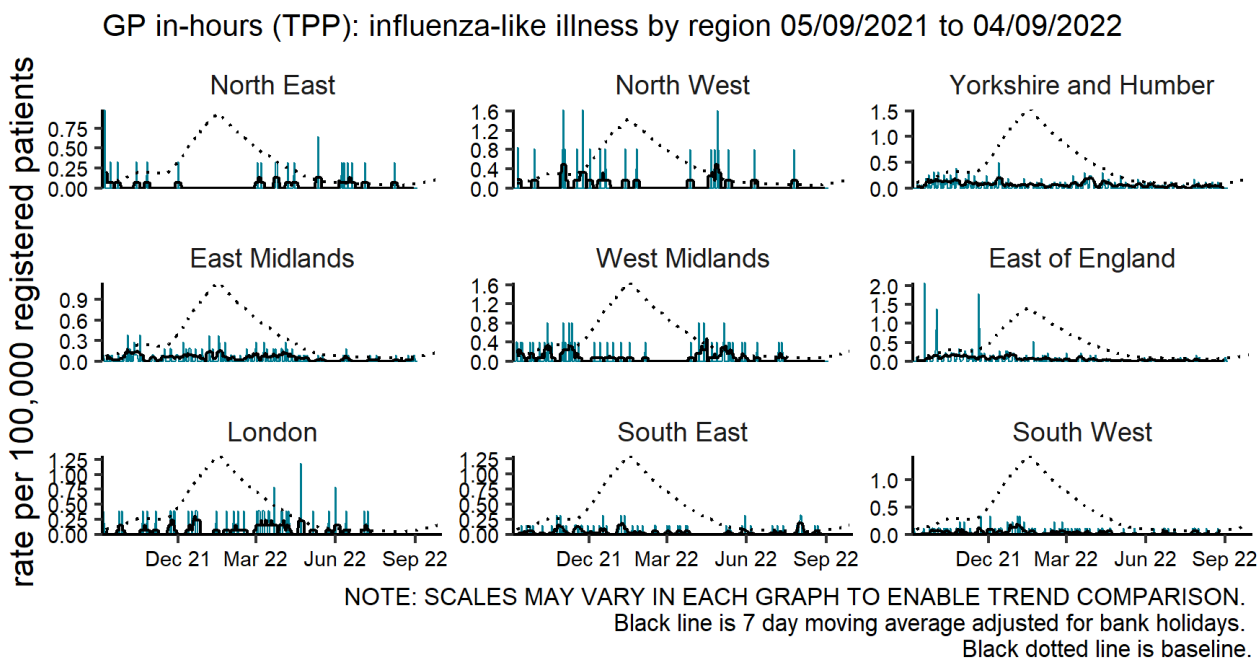 GP in-hours (TPP): influenza-like illness by region 05/09/2021 to 04/09/2022
rate per 100,000 registered patients
North East
0.75
0.50
0.25
0.00
North West
1.6
1.2
0.8
0.4
0.0
Yorkshire and Humber
1.5
1.0
0.5
0.0
East Midlands
0.9
0.6
0.3
0.0
West Midlands
1.6
1.2
0.8
0.4
0.0
East of England
2.0
1.5
1.0
0.5
0.0
London
1.25
1.00
0.75
0.50
0.25
0.00
Dec 21 Mar 22 Jun 22 Sep 22
South East
1.25
1.00
0.75
0.50
0.25
0.00
Dec 21 Mar 22 Jun 22 Sep 22
South West
1.0
0.5
0.0
Dec 21 Mar 22 Jun 22 Sep 22
NOTE: SCALES MAY VARY IN EACH GRAPH TO ENABLE TREND COMPARISON.
Black line is 7 day moving average adjusted for bank holidays.
Black dotted line is baseline.